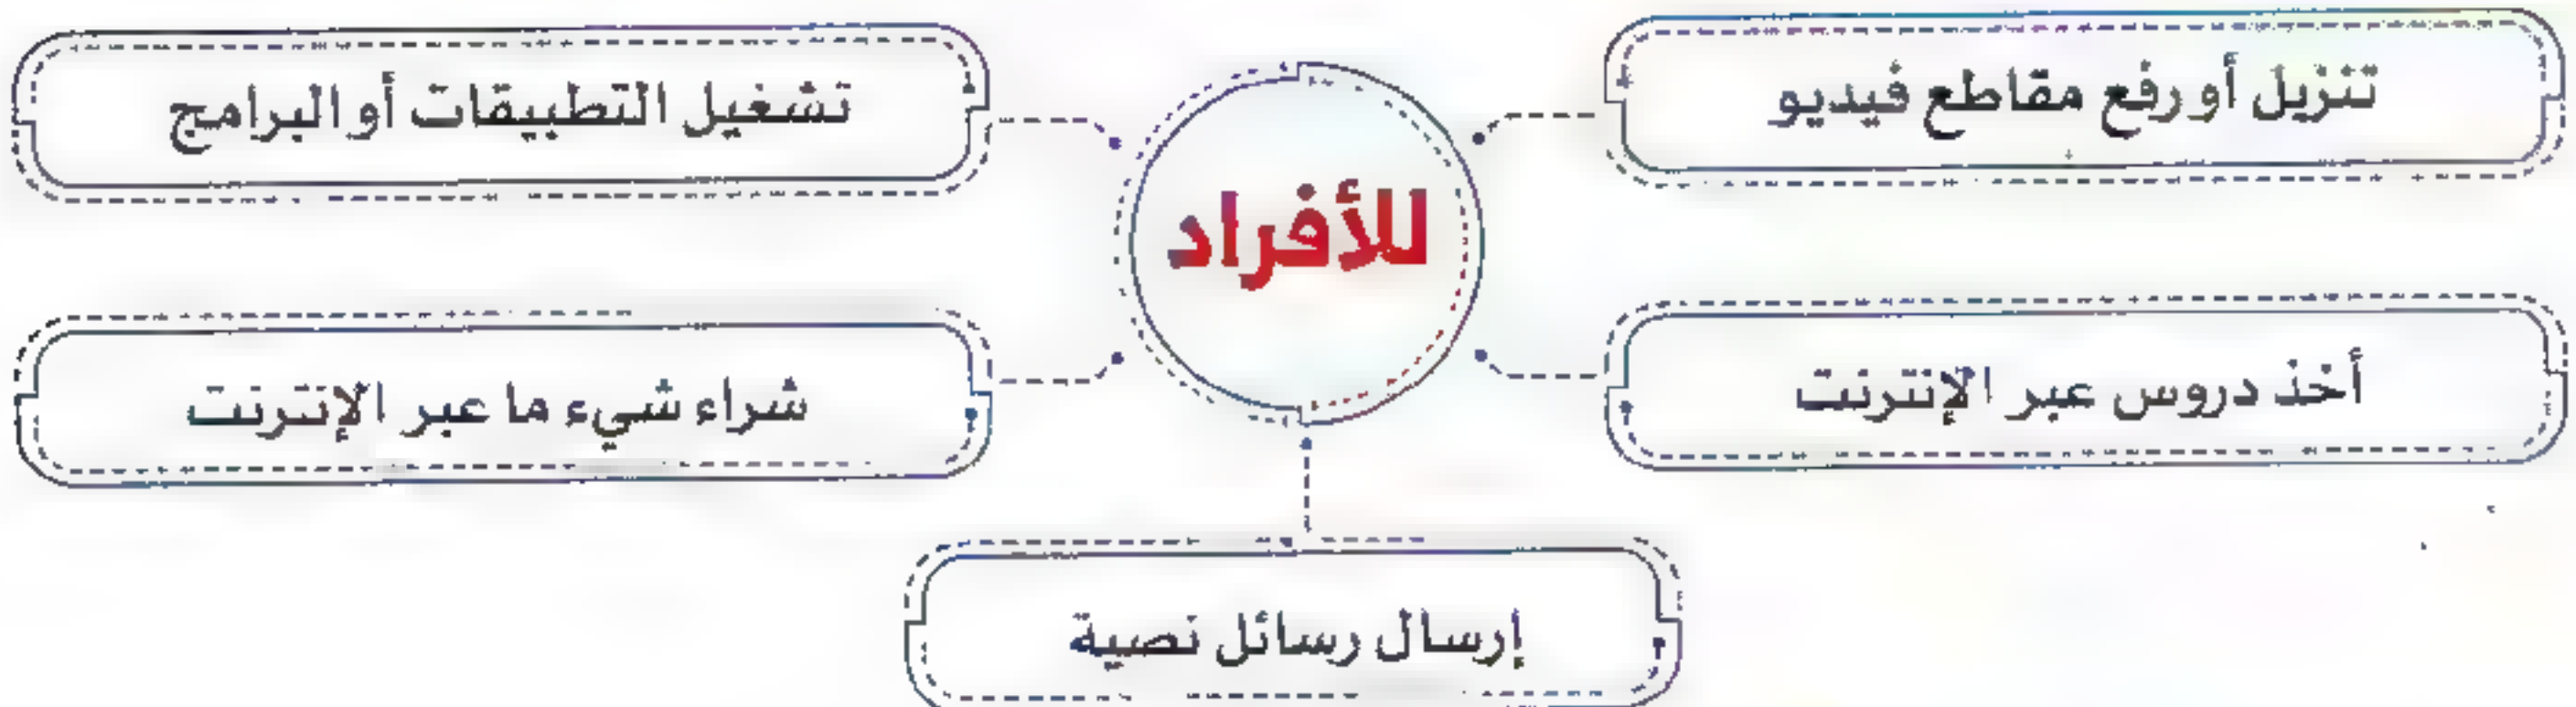 تنزيل أو رفع مقاطع فيديو
تشغيل التطبيقات أو البرامج
للأفراد
أخذ دروس عبر الإنترنت
شراء شيء ما عبر الإنترنت
إرسال رسائل نصية